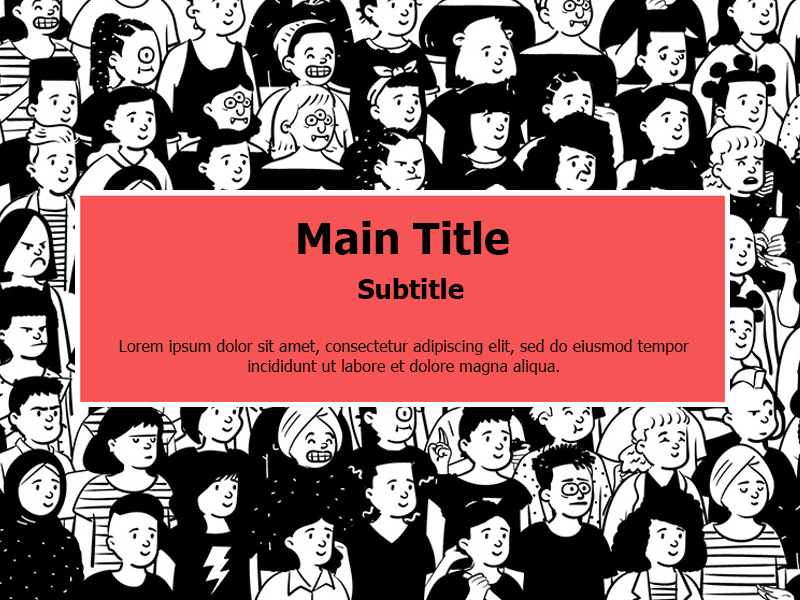 Main Title
Subtitle
Lorem ipsum dolor sit amet, consectetur adipiscing elit, sed do eiusmod tempor
incididunt ut labore et dolore magna aliqua.